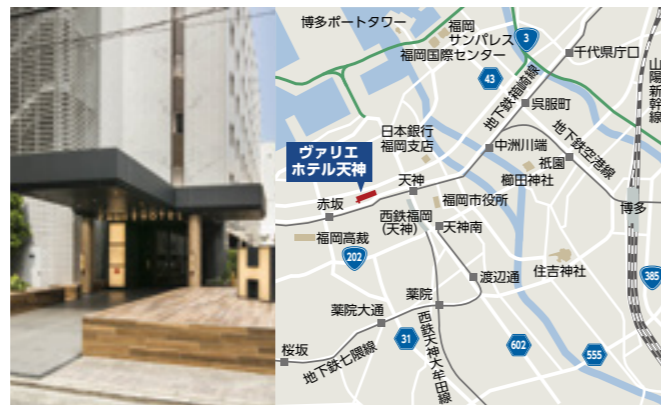 博多ポートタワー
福岡
サンパレス
福岡国際センター
3
千代県庁口
43
地下鉄箱崎線
山陽新幹線
呉服町
日本銀行
福岡支店
中洲川端
地下鉄空港線
祇園
ヴァリエ
ホテル天神
天神
櫛田神社
赤坂
福岡市役所
博多
西鉄福岡
(天神)
天神南
福岡高裁
202
住吉神社
渡辺通
385
薬院
薬院大通
31
西鉄天神大牟田線
602
555
桜坂
地下鉄七隈線